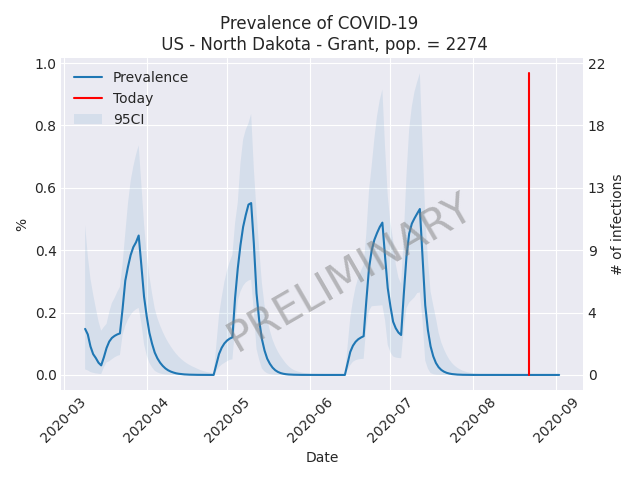 Prevalence of COVID-19
US - North Dakota - Grant, pop. = 2274
Prevalence
Today
95CI
PRELIMINARY
%
1.0
0.8
0.6
0.4
0.2
0.0
22
18
13
9
4
0
# of infections
2020-03
2020-04
2020-05
2020-06
2020-07
2020-08
2020-09
Date